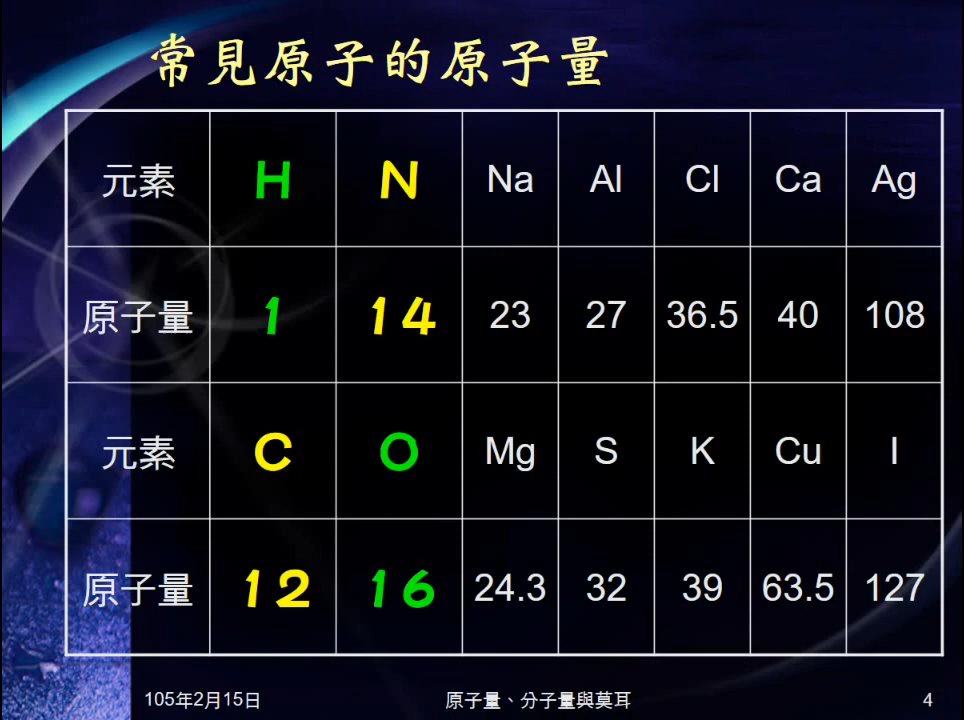 常見原子的原子量
元素 H N Na Al Cl Ca Ag
原子量 1 14 23 27 36.5 40 108
元素 C O Mg S K Cu I
原子量 12 16 24.3 32 39 63.5 127
105年2月15日 原子量、分子量與莫耳 4